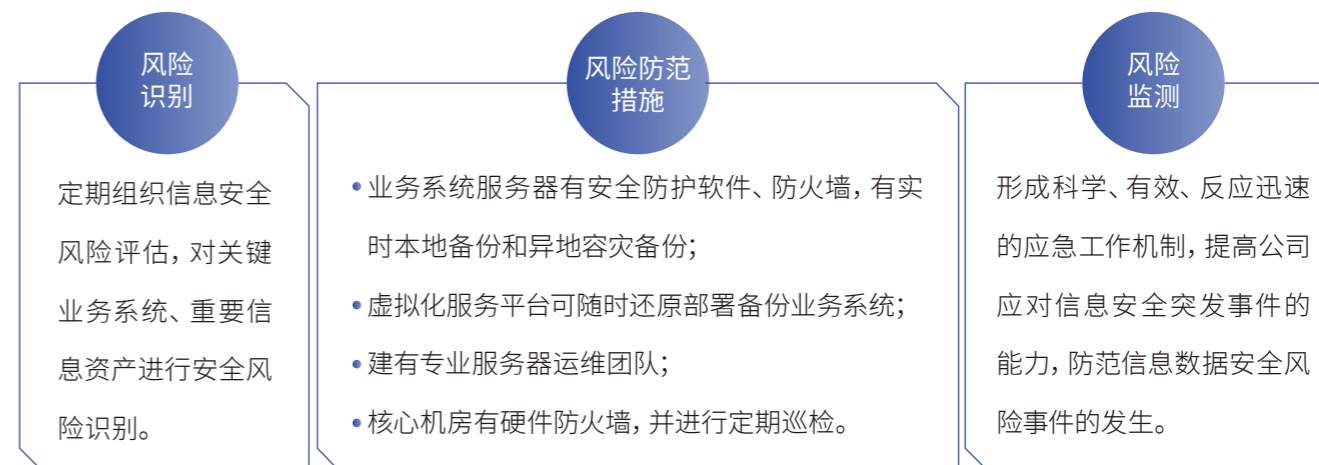 风险
识别
定期组织信息安全
风险评估，对关键
业务系统、重要信
息资产进行安全风
险识别。
风险防范
措施
• 业务系统服务器有安全防护软件、防火墙，有实
时本地备份和异地容灾备份；
• 虚拟化服务平台可随时还原部署备份业务系统；
• 建有专业服务器运维团队；
• 核心机房有硬件防火墙，并进行定期巡检。
风险
监测
形成科学、有效、反应迅速
的应急工作机制，提高公司
应对信息安全突发事件的
能力，防范信息数据安全风
险事件的发生。